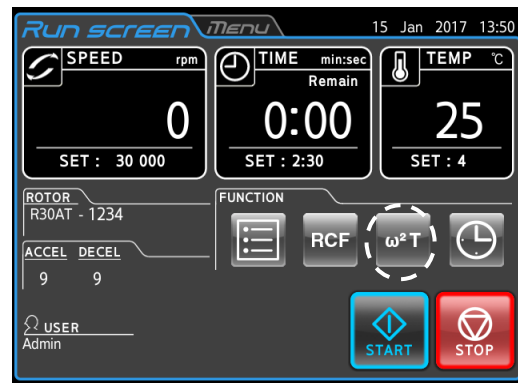 Run screen Menu 15 Jan 2017 13:50
SPEED rpm
0
SET : 30 000
TIME min:sec
Remain
0:00
SET : 2:30
TEMP ℃
25
SET : 4
ROTOR
R30AT - 1234
ACCEL DECEL
9 9
USER
Admin
FUNCTION
RCF ω²T
START STOP